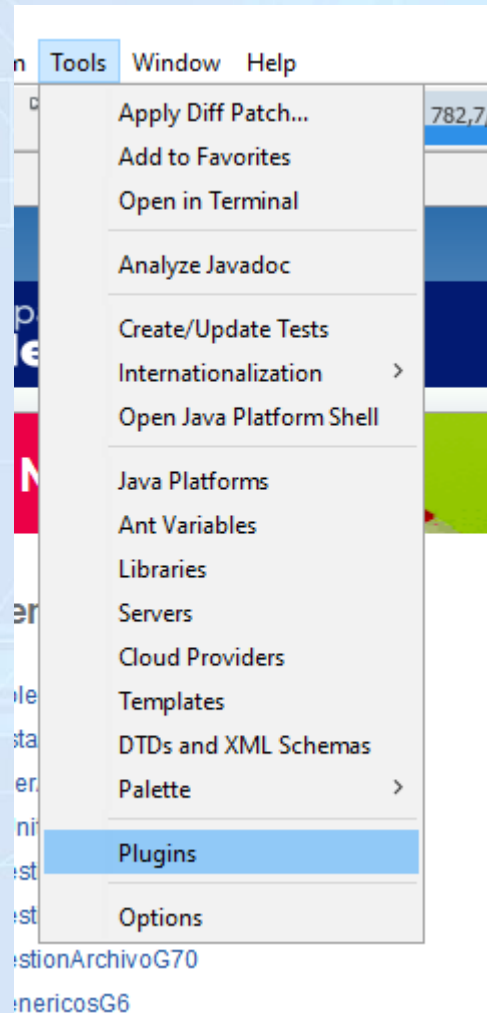 Tools Window Help
Apply Diff Patch...
782,7
Add to Favorites
Open in Terminal
Analyze Javadoc
Create/Update Tests
Internationalization
Open Java Platform Shell
Java Platforms
Ant Variables
Libraries
Servers
Cloud Providers
Templates
DTDs and XML Schemas
Palette
Plugins
Options
estionArchivoG70
enericosG6